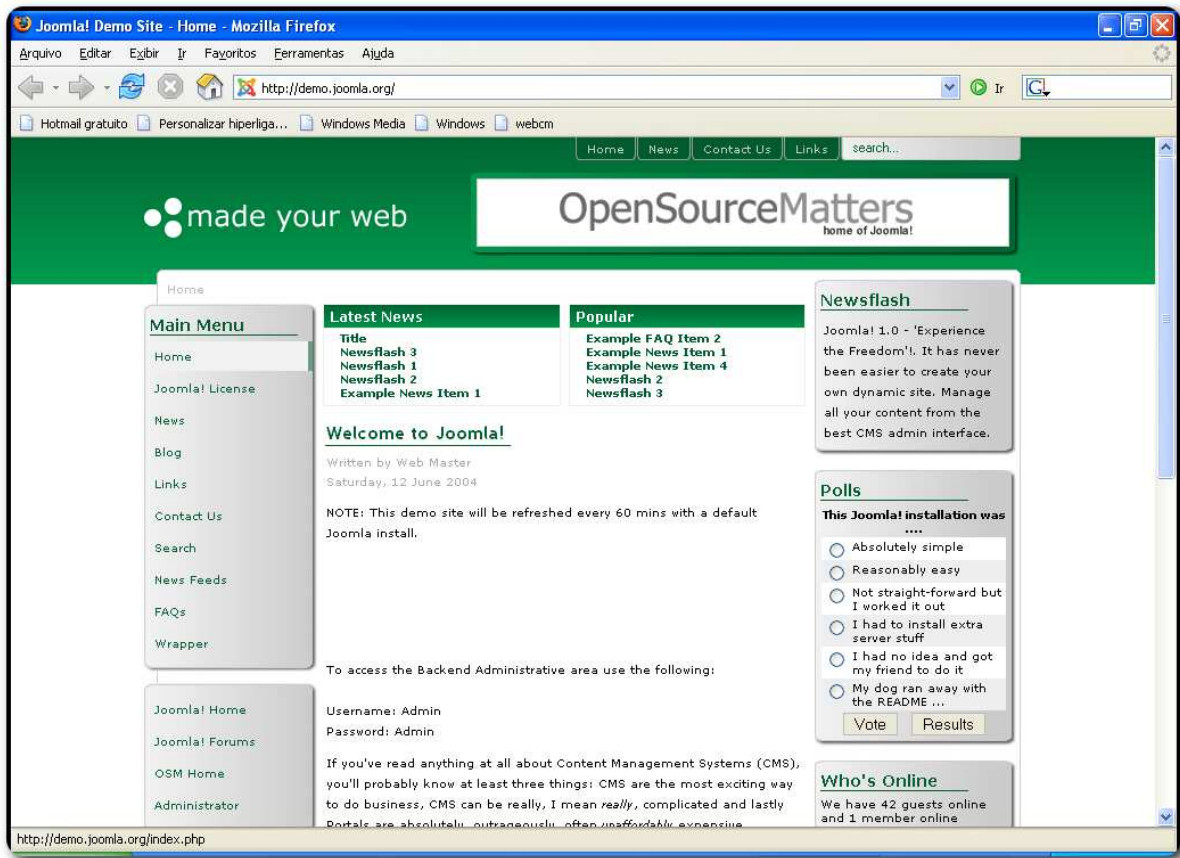 Joomla! Demo Site - Home - Mozilla Firefox
Arquivo Editar Exibir Ir Favoritos Ferramentas Ajuda
http://demo.joomla.org/
Ir
G
Hotmail gratuito Personalizar hiperliga... Windows Media Windows webcm
Home News Contact Us Links search...
made your web
OpenSourceMatters
home of Joomla!
Home
Main Menu
Home
Joomla! License
News
Blog
Links
Contact Us
Search
News Feeds
FAQs
Wrapper
Joomla! Home
Joomla! Forums
OSM Home
Administrator
Latest News
Title
Newsflash 3
Newsflash 1
Newsflash 2
Example News Item 1
Popular
Example FAQ Item 2
Example News Item 1
Example News Item 4
Newsflash 2
Newsflash 3
Welcome to Joomla!
Written by Web Master
Saturday, 12 June 2004
NOTE: This demo site will be refreshed every 60 mins with a default
Joomla install.
To access the Backend Administrative area use the following:
Username: Admin
Password: Admin
If you've read anything at all about Content Management Systems (CMS),
you'll probably know at least three things: CMS are the most exciting way
to do business, CMS can be really, I mean really, complicated and lastly
Portals are absolutely, outrageously, often unaffordably expensive.
Newsflash
Joomla! 1.0 - 'Experience
the Freedom'!. It has never
been easier to create your
own dynamic site. Manage
all your content from the
best CMS admin interface.
Polls
This Joomla! installation was
....
Absolutely simple
Reasonably easy
Not straight-forward but
I worked it out
I had to install extra
server stuff
I had no idea and got
my friend to do it
My dog ran away with
the README ...
Vote Results
Who's Online
We have 42 guests online
and 1 member online
http://demo.joomla.org/index.php